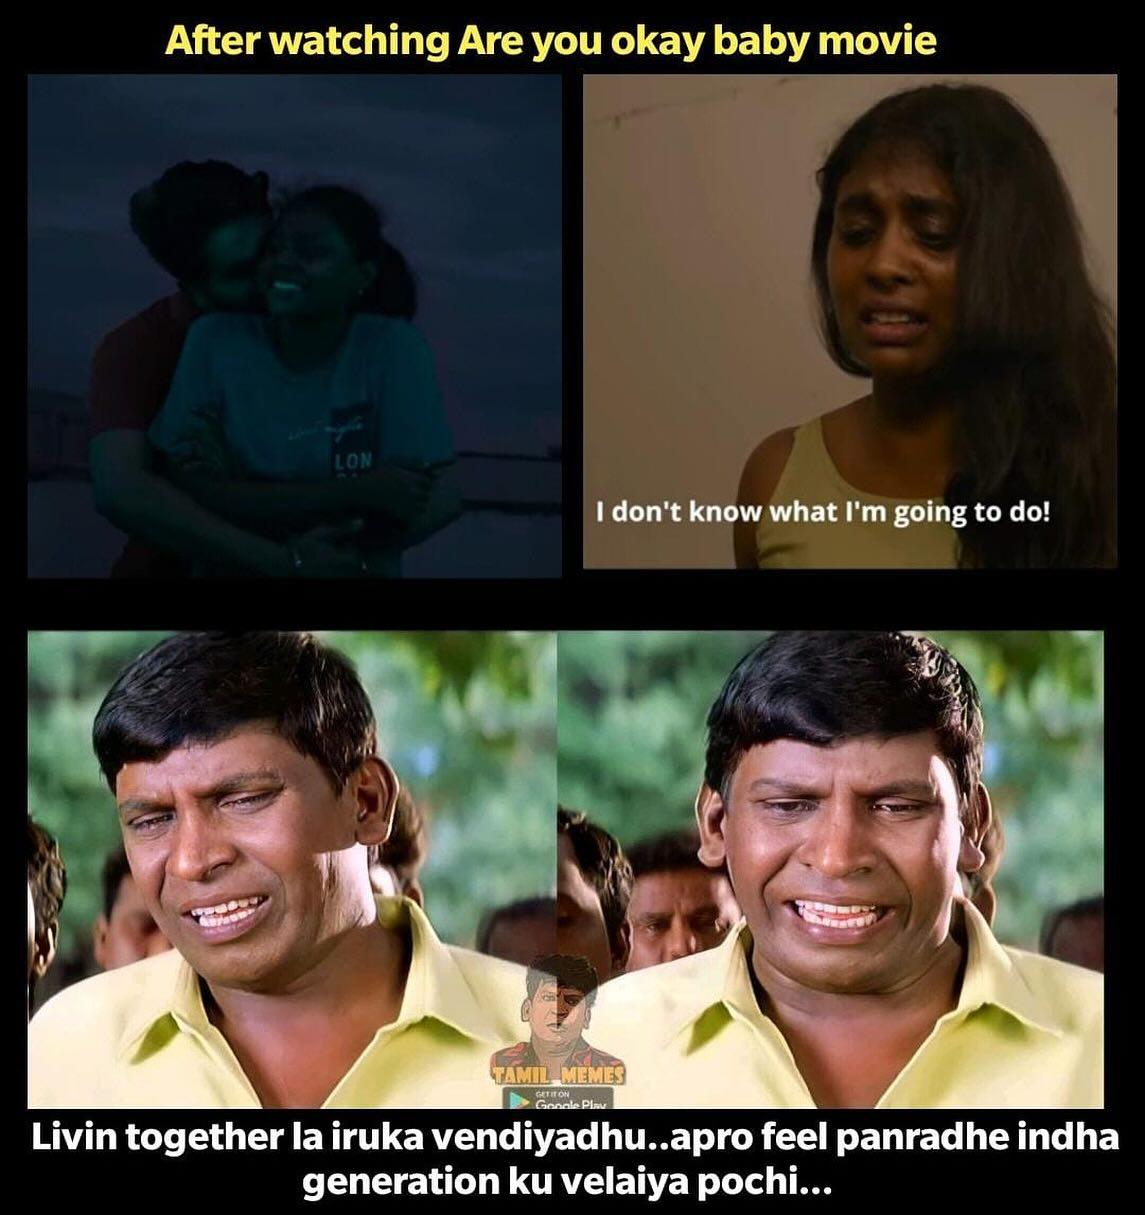 After watching Are you okay baby movie
LON
I don't know what I'm going to do!
TAMIL MEMES
GET IT ON
Google Play
Livin together la iruka vendiyadhu..apro feel panradhe indha
generation ku velaiya pochi...